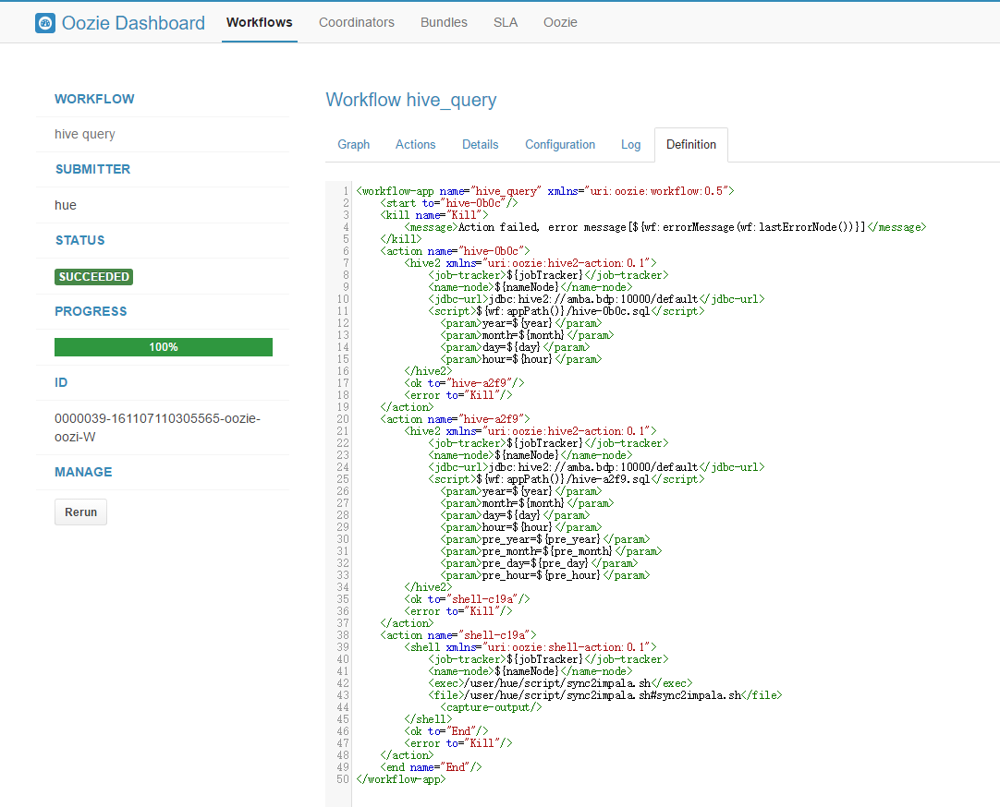 Oozie Dashboard Workflows Coordinators Bundles SLA Oozie
WORKFLOW
hive query
SUBMITTER
hue
STATUS
SUCCEEDED
PROGRESS
100%
ID
0000039-161107110305565-oozie-
oozi-W
MANAGE
Rerun
Workflow hive_query
Graph Actions Details Configuration Log Definition
1 <workflow-app name="hive_query" xmlns="uri:oozie:workflow:0.5">
2 <start to="hive-0b0c"/>
3 <kill name="Kill">
4 <message>Action failed, error message[${wf:errorMessage(wf:lastErrorNode())}]</message>
5 </kill>
6 <action name="hive-0b0c">
7 <hive2 xmlns="uri:oozie:hive2-action:0.1">
8 <job-tracker>${jobTracker}</job-tracker>
9 <name-node>${nameNode}</name-node>
10 <jdbc-url>jdbc:hive2://amba.bdp:10000/default</jdbc-url>
11 <script>${wf:appPath()}/hive-0b0c.sql</script>
12 <param>year=${year}</param>
13 <param>month=${month}</param>
14 <param>day=${day}</param>
15 <param>hour=${hour}</param>
16 </hive2>
17 <ok to="hive-a2f9"/>
18 <error to="Kill"/>
19 </action>
20 <action name="hive-a2f9">
21 <hive2 xmlns="uri:oozie:hive2-action:0.1">
22 <job-tracker>${jobTracker}</job-tracker>
23 <name-node>${nameNode}</name-node>
24 <jdbc-url>jdbc:hive2://amba.bdp:10000/default</jdbc-url>
25 <script>${wf:appPath()}/hive-a2f9.sql</script>
26 <param>year=${year}</param>
27 <param>month=${month}</param>
28 <param>day=${day}</param>
29 <param>hour=${hour}</param>
30 <param>pre_year=${pre_year}</param>
31 <param>pre_month=${pre_month}</param>
32 <param>pre_day=${pre_day}</param>
33 <param>pre_hour=${pre_hour}</param>
34 </hive2>
35 <ok to="shell-c19a"/>
36 <error to="Kill"/>
37 </action>
38 <action name="shell-c19a">
39 <shell xmlns="uri:oozie:shell-action:0.1">
40 <job-tracker>${jobTracker}</job-tracker>
41 <name-node>${nameNode}</name-node>
42 <exec>/user/hue/script/sync2impala.sh</exec>
43 <file>/user/hue/script/sync2impala.sh#sync2impala.sh</file>
44 <capture-output/>
45 </shell>
46 <ok to="End"/>
47 <error to="Kill"/>
48 </action>
49 <end name="End"/>
50 </workflow-app>